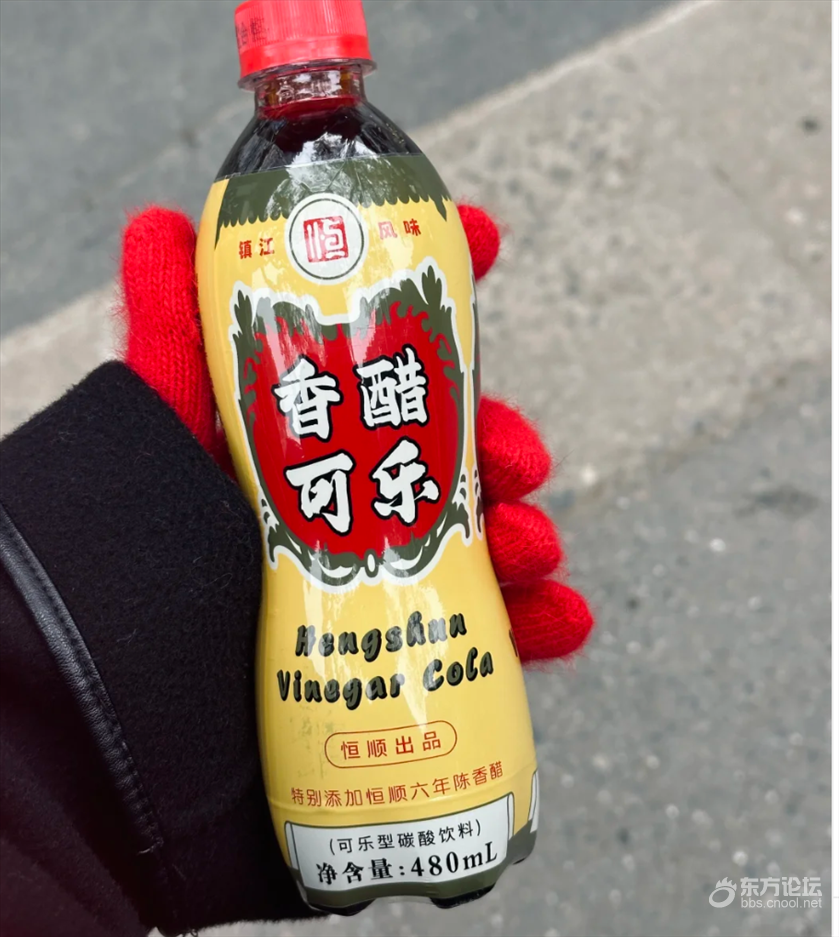 镇江 恒 风味
香醋
可乐
Hengshun
Vinegar Cola
恒顺出品
特别添加恒顺六年陈香醋
(可乐型碳酸饮料)
净含量:480mL
东方论坛
bbs.cnool.net